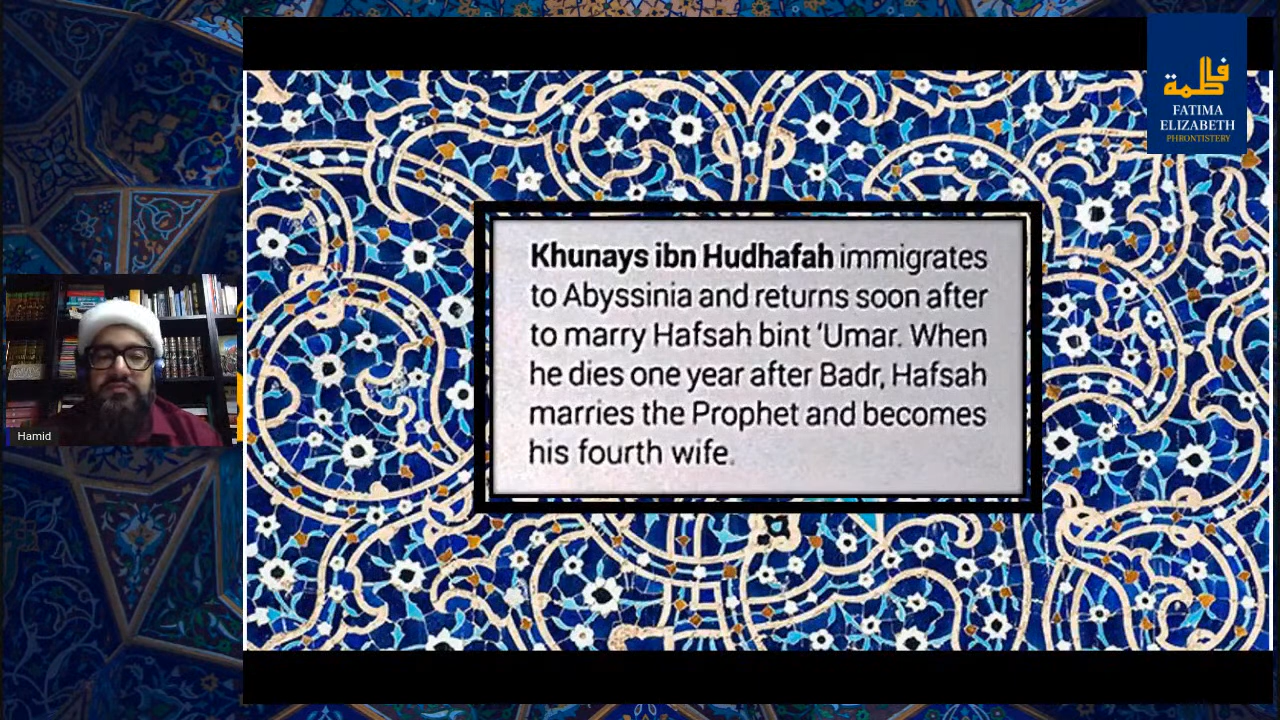 فاطمة
FATIMA
ELIZABETH
PHRONTISTERY
Khunays ibn Hudhafah immigrates
to Abyssinia and returns soon after
to marry Hafsah bint ‘Umar. When
he dies one year after Badr, Hafsah
marries the Prophet and becomes
his fourth wife.
Hamid